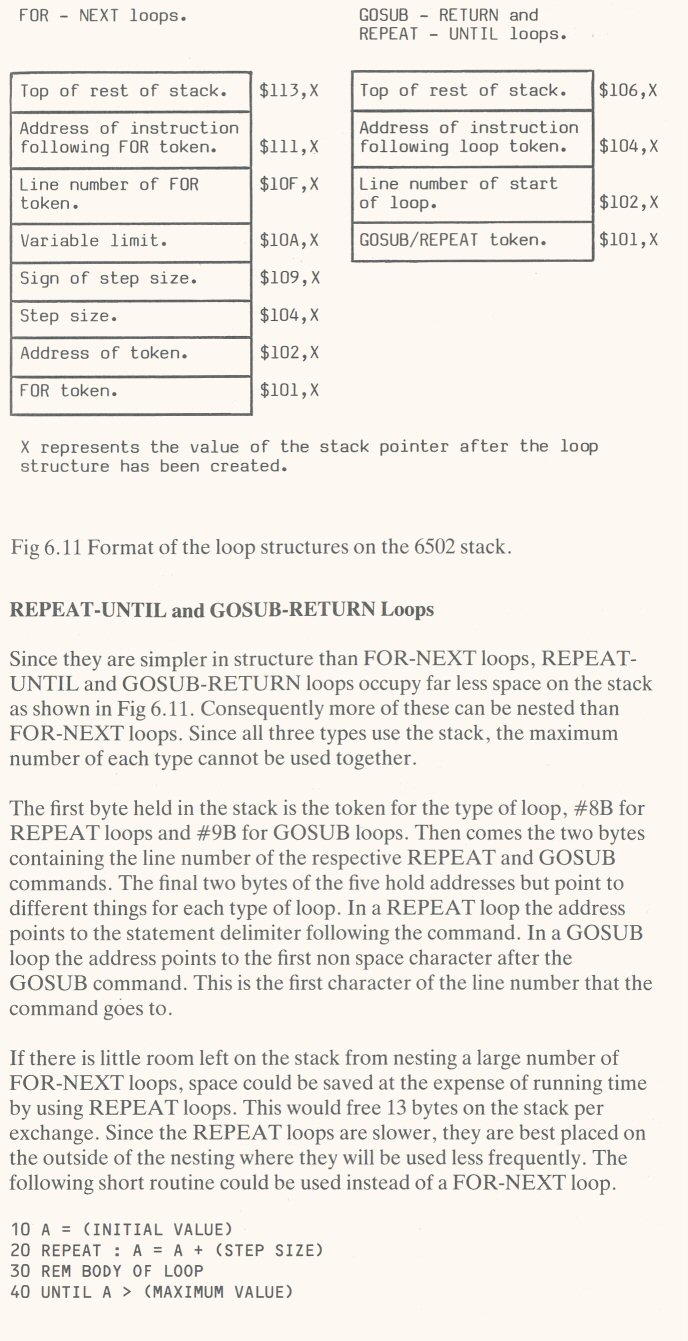 FOR - NEXT loops.
GOSUB - RETURN and
REPEAT - UNTIL loops.
Top of rest of stack. $113,X
Address of instruction
following FOR token. $111,X
Line number of FOR $10F,X
token.
Variable limit. $10A,X
Sign of step size. $109,X
Step size. $104,X
Address of token. $102,X
FOR token. $101,X
Top of rest of stack. $106,X
Address of instruction
following loop token. $104,X
Line number of start
of loop. $102,X
GOSUB/REPEAT token. $101,X
X represents the value of the stack pointer after the loop
structure has been created.
Fig 6.11 Format of the loop structures on the 6502 stack.
REPEAT-UNTIL and GOSUB-RETURN Loops
Since they are simpler in structure than FOR-NEXT loops, REPEAT-
UNTIL and GOSUB-RETURN loops occupy far less space on the stack
as shown in Fig 6.11. Consequently more of these can be nested than
FOR-NEXT loops. Since all three types use the stack, the maximum
number of each type cannot be used together.
The first byte held in the stack is the token for the type of loop, #8B for
REPEAT loops and #9B for GOSUB loops. Then comes the two bytes
containing the line number of the respective REPEAT and GOSUB
commands. The final two bytes of the five hold addresses but point to
different things for each type of loop. In a REPEAT loop the address
points to the statement delimiter following the command. In a GOSUB
loop the address points to the first non space character after the
GOSUB command. This is the first character of the line number that the
command goes to.
If there is little room left on the stack from nesting a large number of
FOR-NEXT loops, space could be saved at the expense of running time
by using REPEAT loops. This would free 13 bytes on the stack per
exchange. Since the REPEAT loops are slower, they are best placed on
the outside of the nesting where they will be used less frequently. The
following short routine could be used instead of a FOR-NEXT loop.
10 A = (INITIAL VALUE)
20 REPEAT : A = A + (STEP SIZE)
30 REM BODY OF LOOP
40 UNTIL A > (MAXIMUM VALUE)